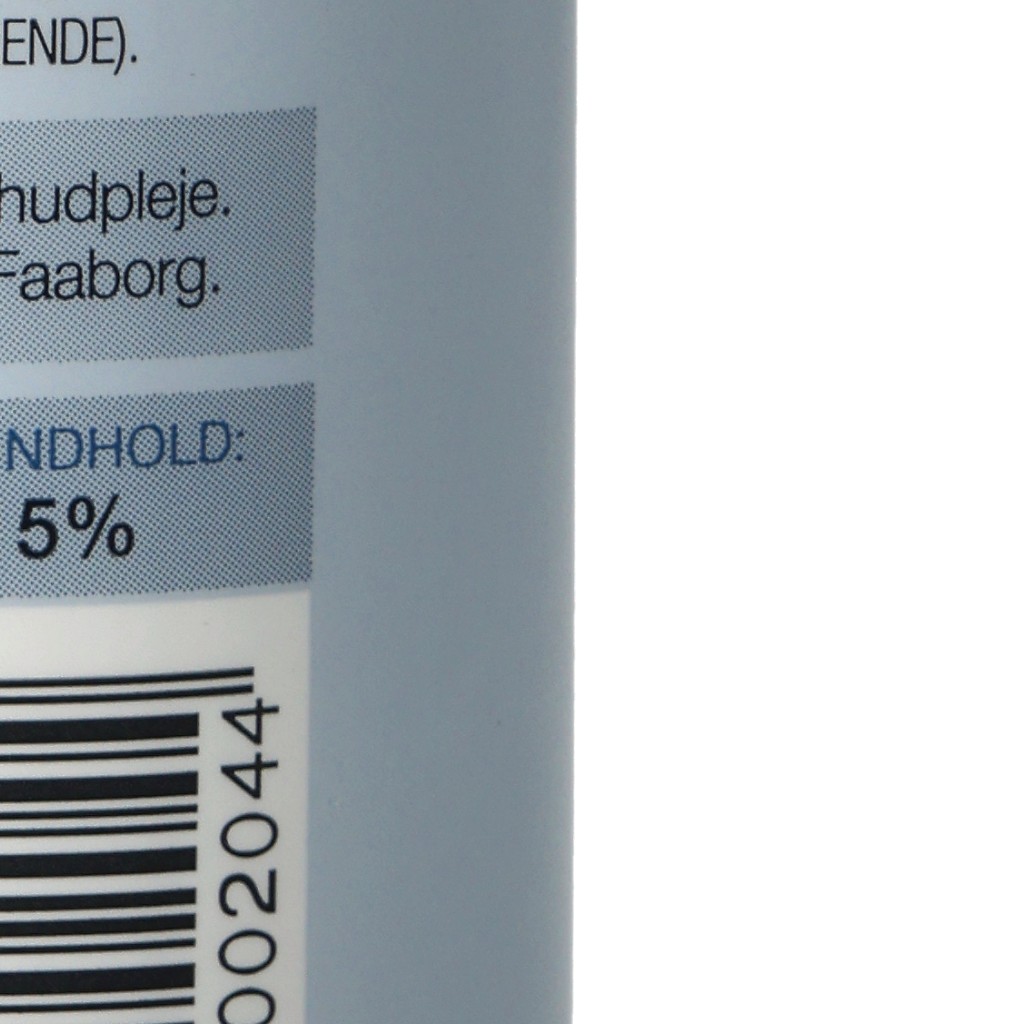 ENDE).
hudpleje.
Faaborg.
NDHOLD:
5%
002044